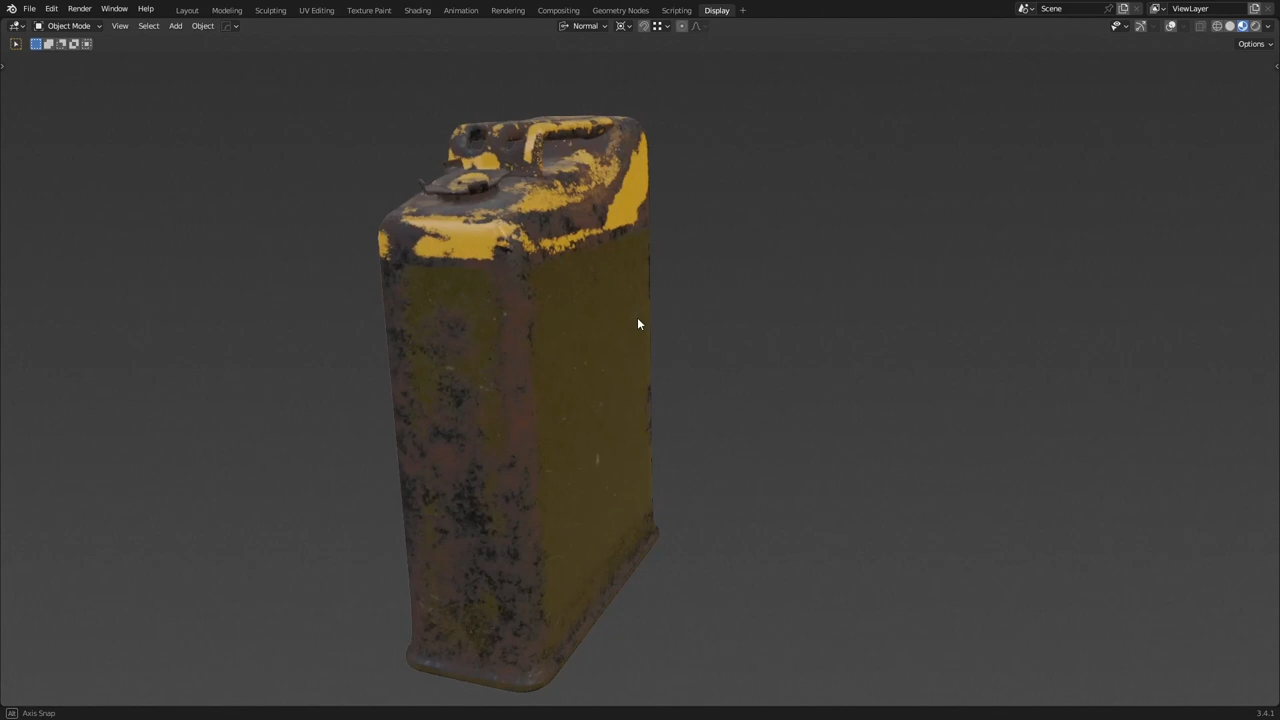 File Edit Render Window Help Layout Modeling Sculpting UV Editing Texture Paint Shading Animation Rendering Compositing Geometry Nodes Scripting Display + Scene ViewLayer
Object Mode View Select Add Object Normal
Options
Alt Axis Snap 3.4.1